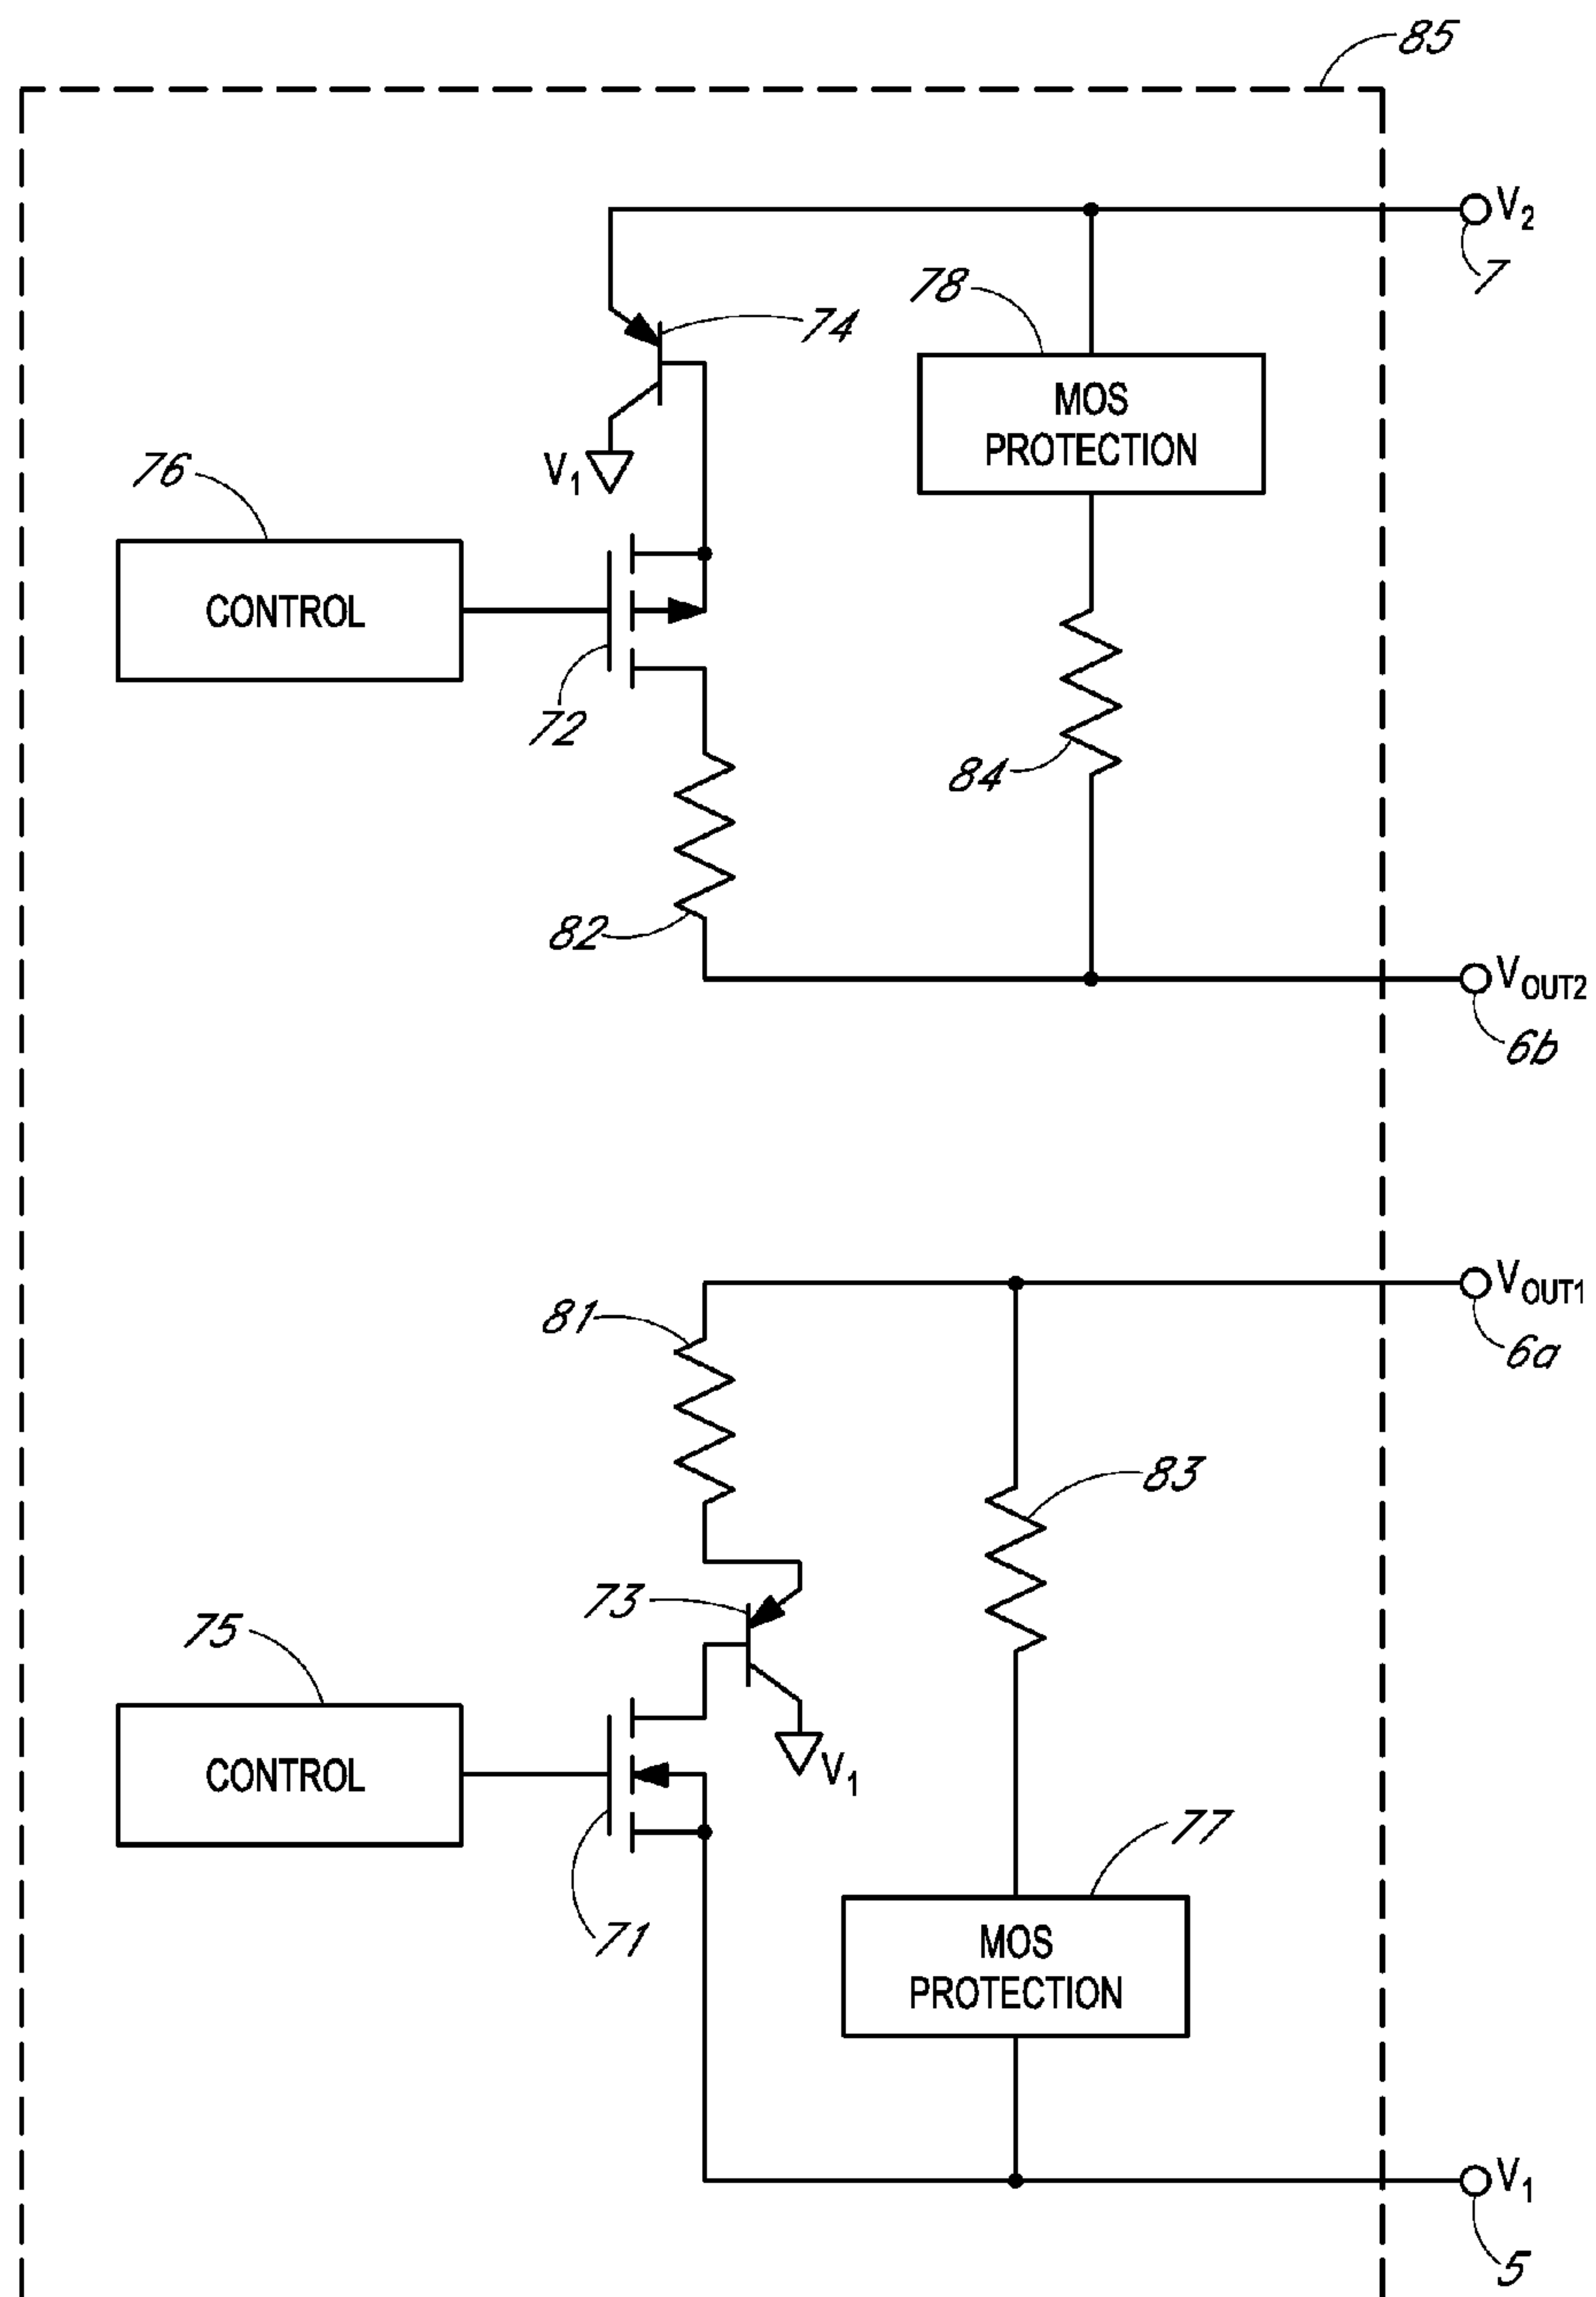 85
V2
7
78
74
MOS
PROTECTION
V1
76
CONTROL
72
84
82
VOUT2
6b
VOUT1
6a
81
83
73
75
V1
CONTROL
77
71
MOS
PROTECTION
V1
5